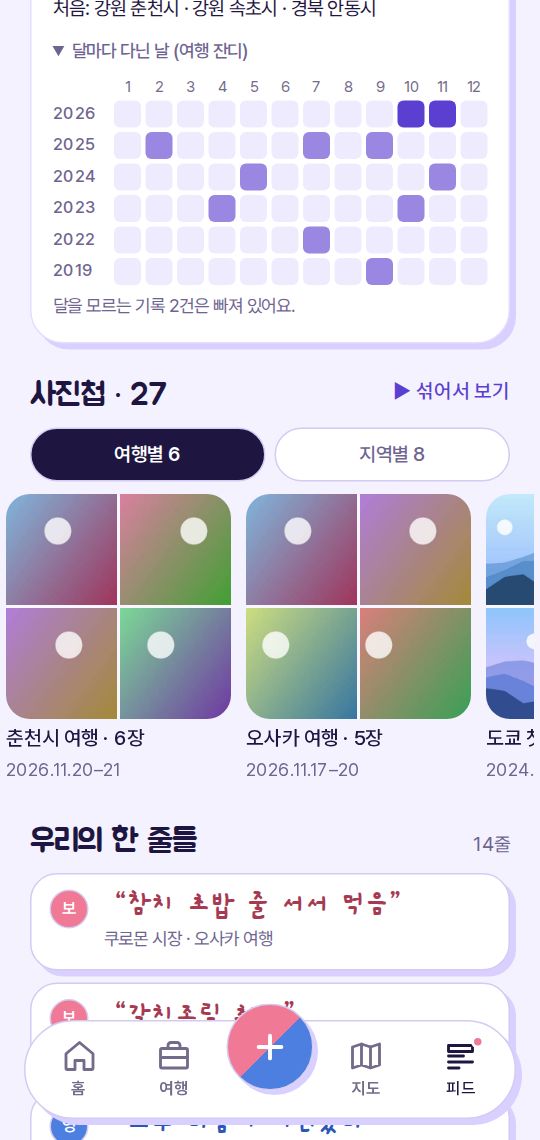 처음: 강원 춘천시 · 강원 속초시 · 경북 안동시
▼ 달마다 다닌 날 (여행 잔디)
1 2 3 4 5 6 7 8 9 10 11 12
2026
2025
2024
2023
2022
2019
달을 모르는 기록 2건은 빠져 있어요.
사진첩 · 27
▶ 섞어서 보기
여행별 6
지역별 8
춘천시 여행 · 6장
2026.11.20–21
오사카 여행 · 5장
2026.11.17–20
도쿄
2024.
우리의 한 줄들
14줄
보
“참치 초밥 줄 서서 먹음”
쿠로몬 시장 · 오사카 여행
보
“갈치조림
홈
여행
지도
피드